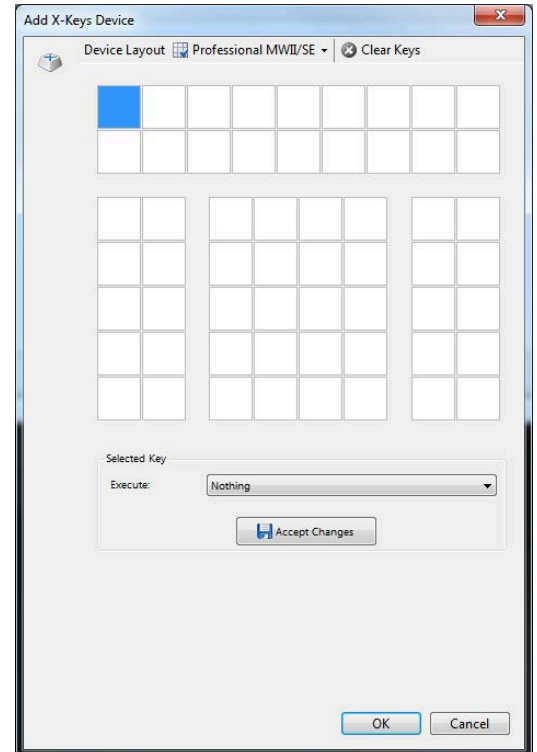 Add X-Keys Device
Device Layout Professional MWII/SE Clear Keys
Selected Key
Execute: Nothing
Accept Changes
OK Cancel